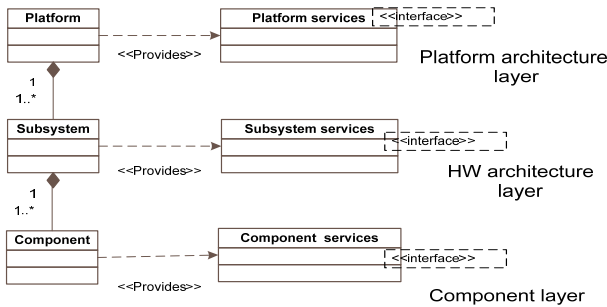 Platform
Platform services
<<interface>>
<<Provides>>
Platform architecture
layer
1
1..*
Subsystem
Subsystem services
<<interface>>
<<Provides>>
HW architecture
layer
1
1..*
Component
Component services
<<interface>>
<<Provides>>
Component layer